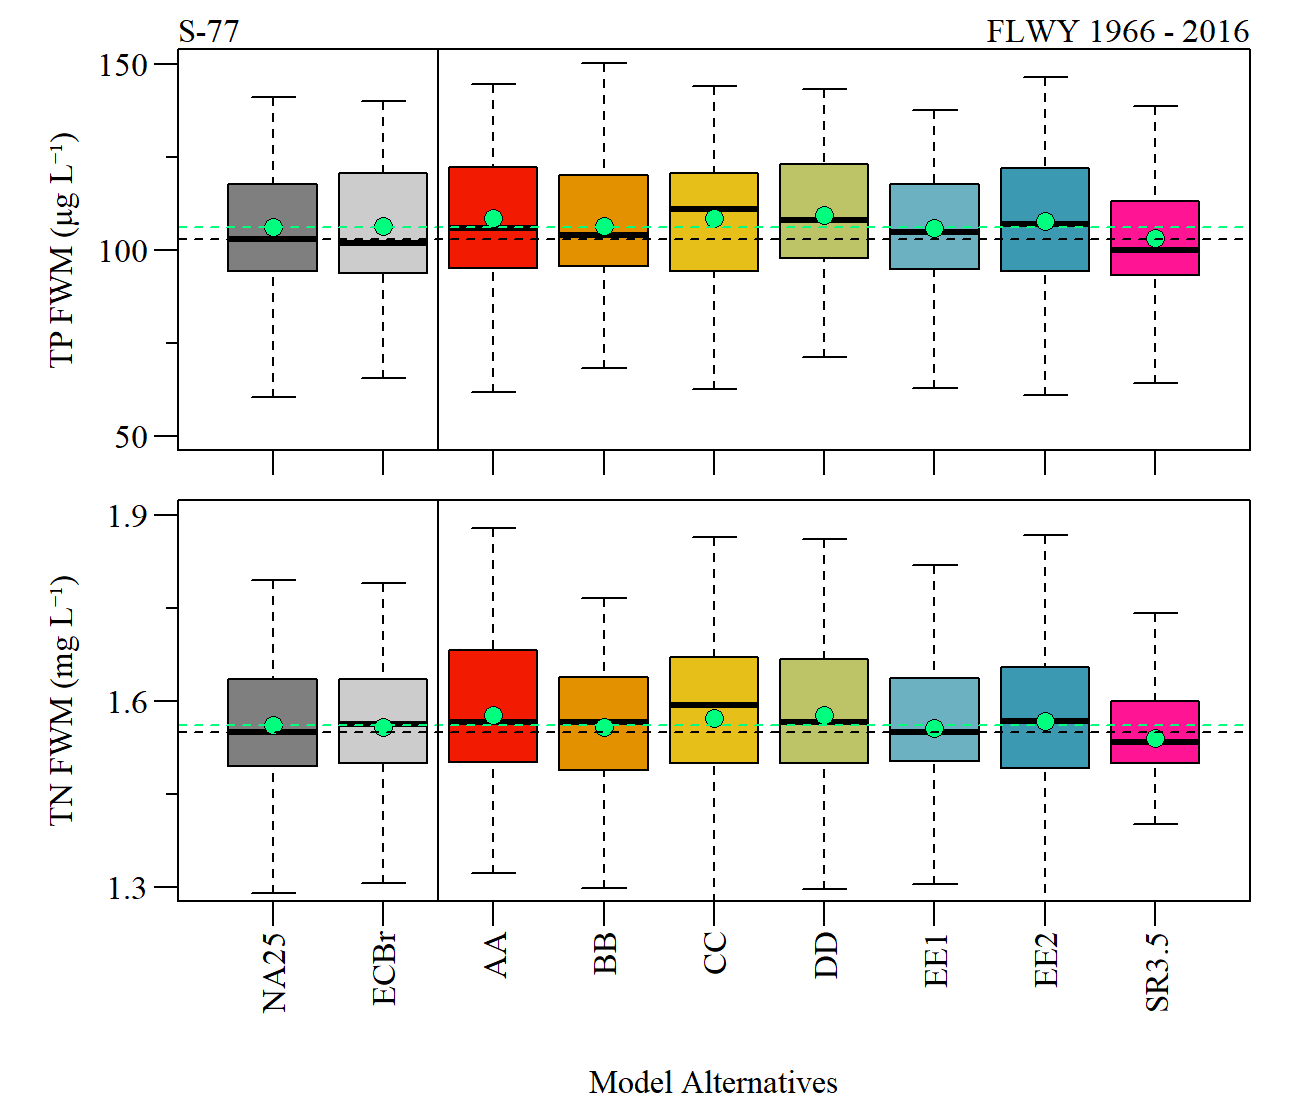 S-77 FLWY 1966 - 2016
150
100
50
TP FWM (µg L⁻¹)
1.9
1.6
1.3
TN FWM (mg L⁻¹)
NA25 ECBr AA BB CC DD EE1 EE2 SR3.5
Model Alternatives